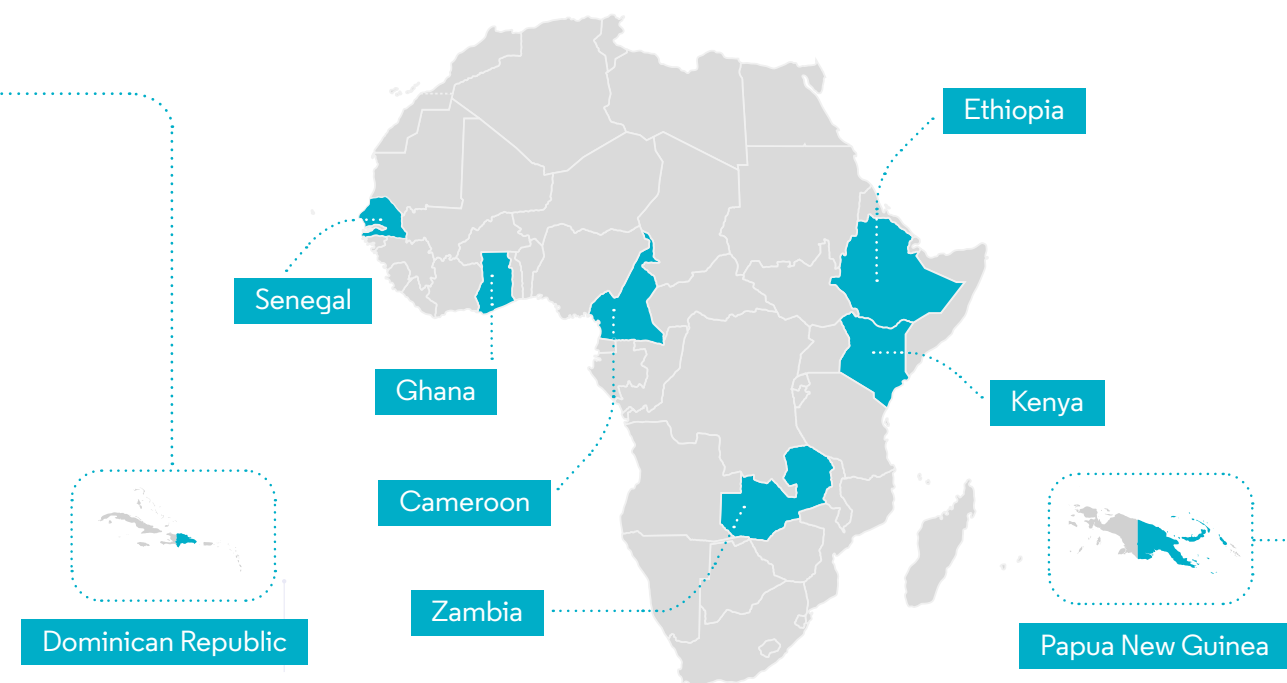 Ethiopia
Senegal
Ghana
Kenya
Cameroon
Zambia
Dominican Republic
Papua New Guinea